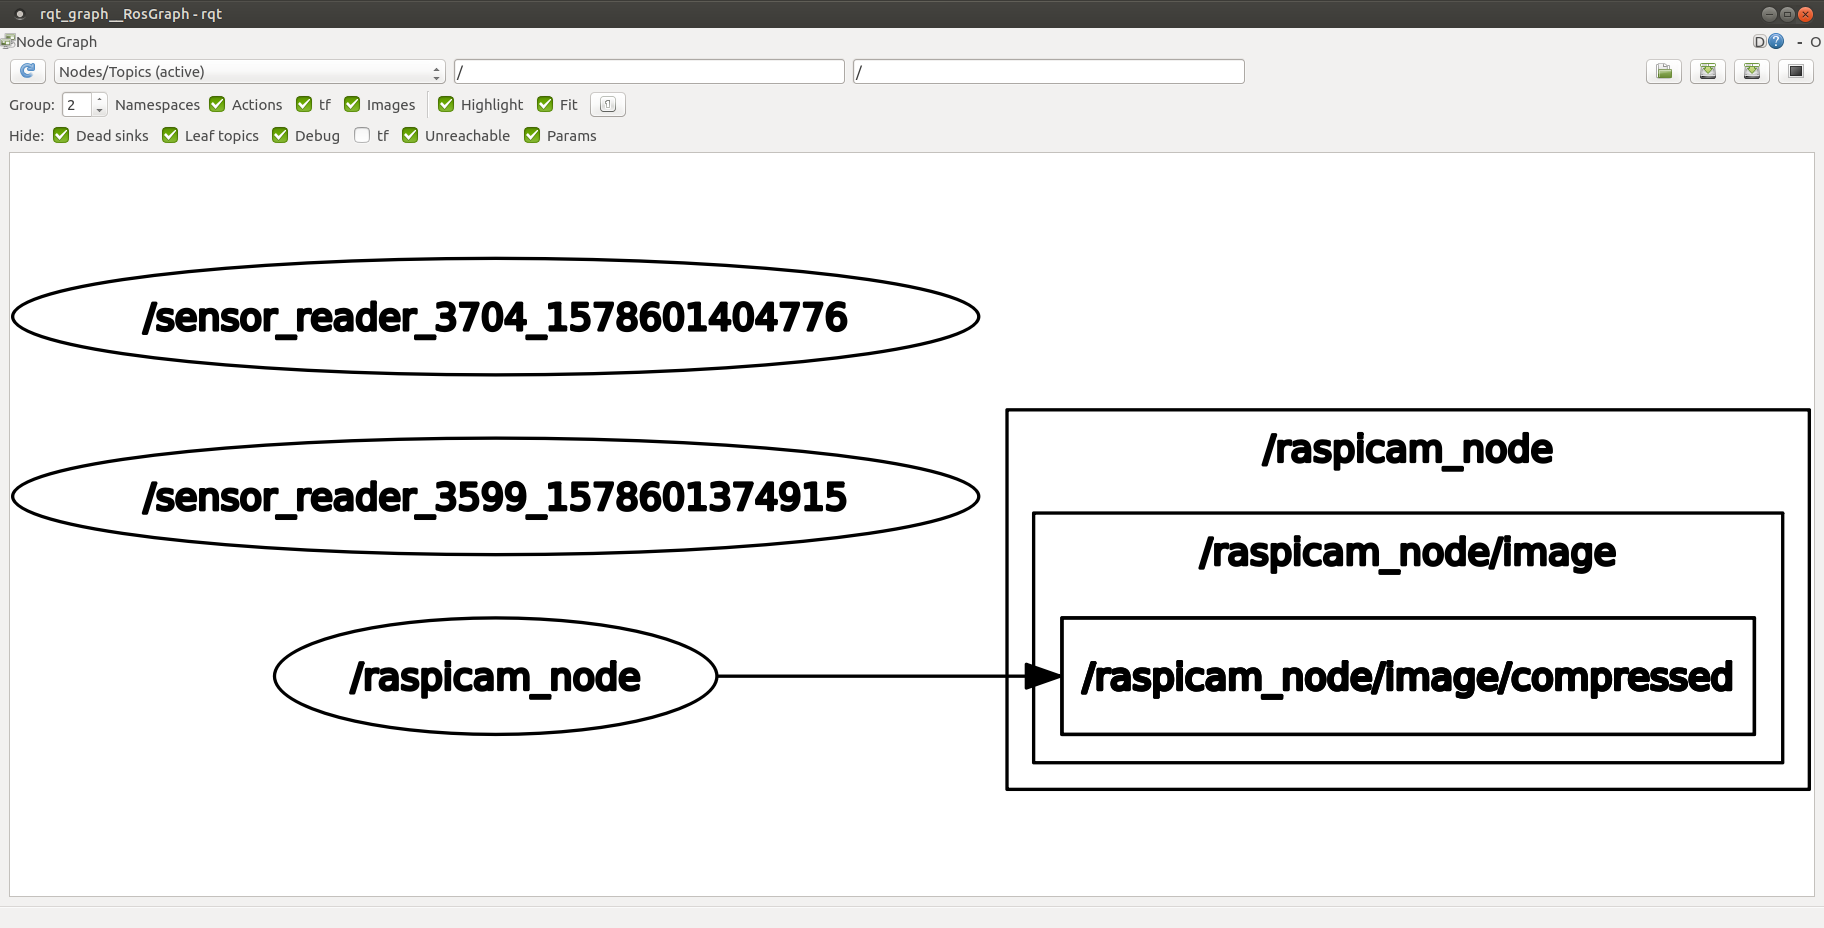 rqt_graph__RosGraph - rqt
Node Graph
D ? - O
Nodes/Topics (active) / /
Group: 2 Namespaces Actions tf Images Highlight Fit
Hide: Dead sinks Leaf topics Debug tf Unreachable Params
/sensor_reader_3704_1578601404776
/sensor_reader_3599_1578601374915
/raspicam_node
/raspicam_node/image
/raspicam_node
/raspicam_node/image/compressed